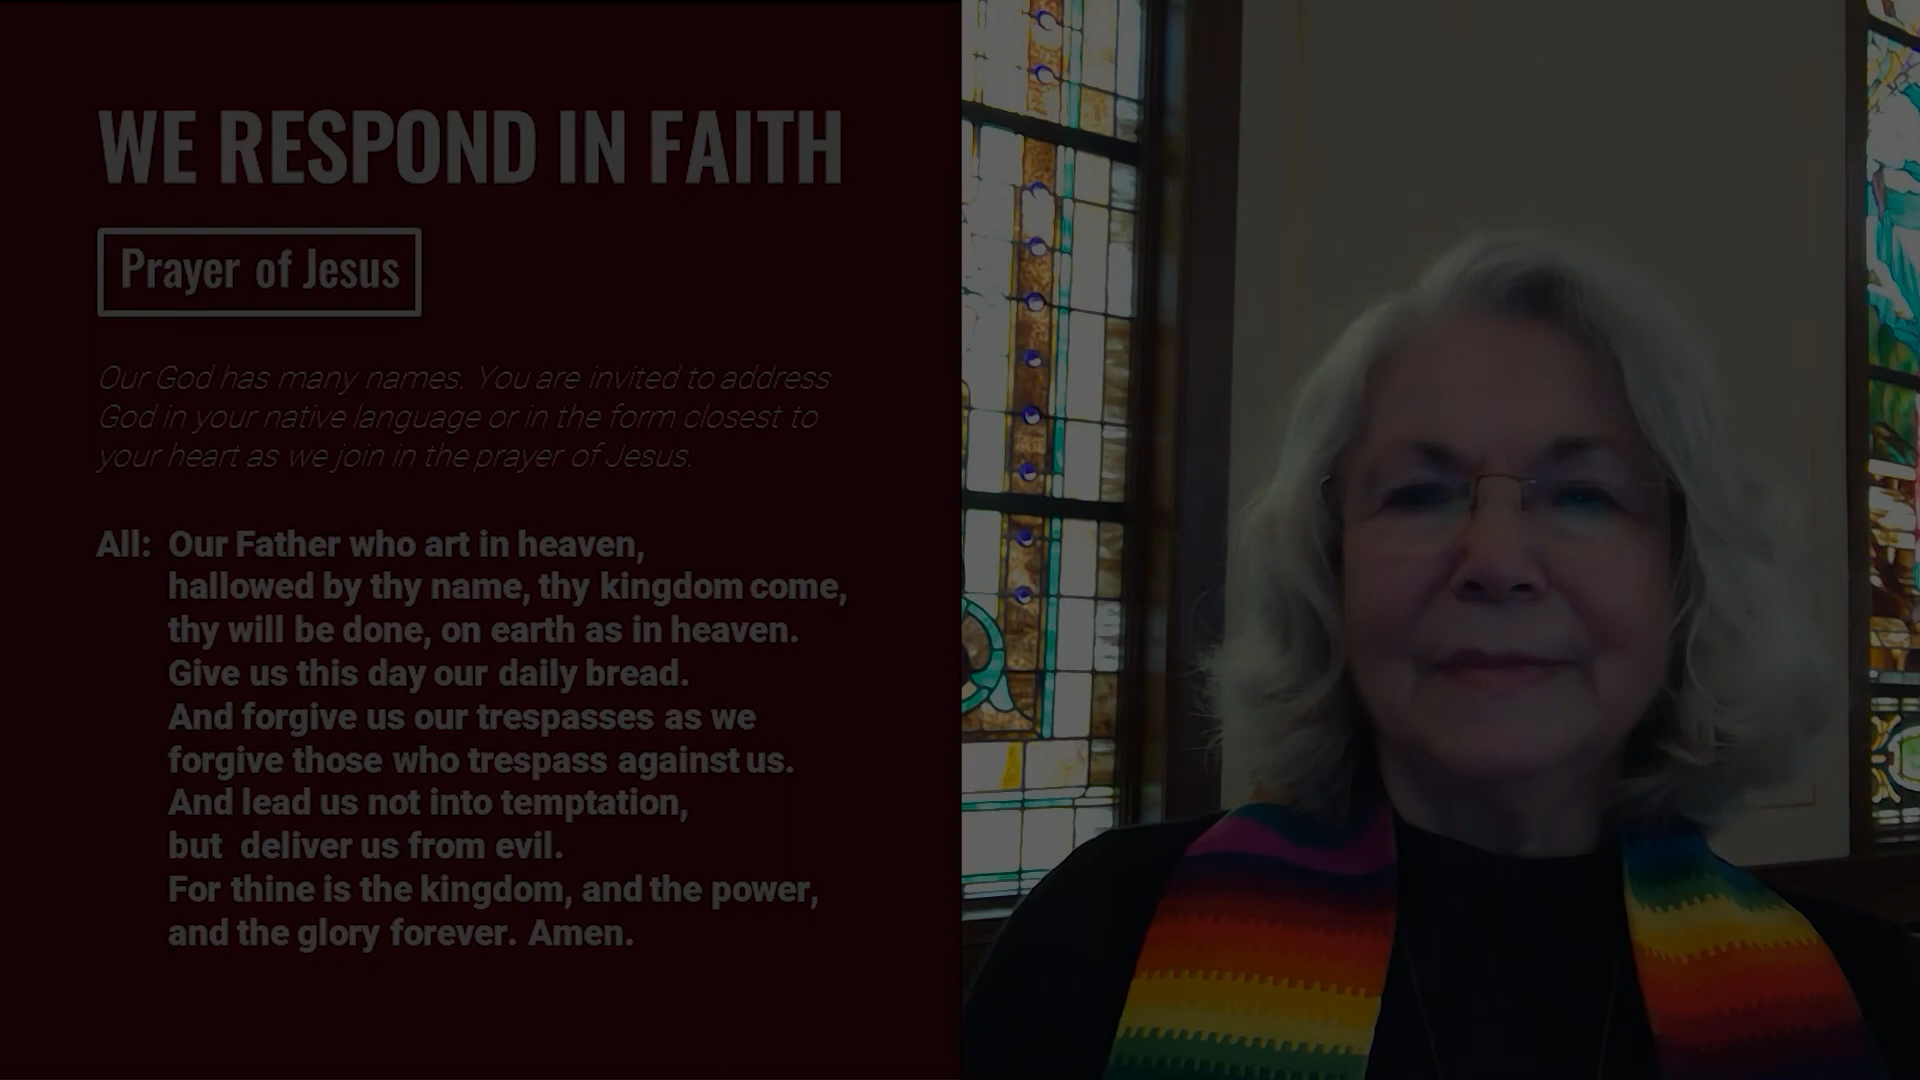 WE RESPOND IN FAITH
Prayer of Jesus
Our God has many names. You are invited to address
God in your native language or in the form closest to
your heart as we join in the prayer of Jesus.
All: Our Father who art in heaven,
hallowed by thy name, thy kingdom come,
thy will be done, on earth as in heaven.
Give us this day our daily bread.
And forgive us our trespasses as we
forgive those who trespass against us.
And lead us not into temptation,
but deliver us from evil.
For thine is the kingdom, and the power,
and the glory forever. Amen.